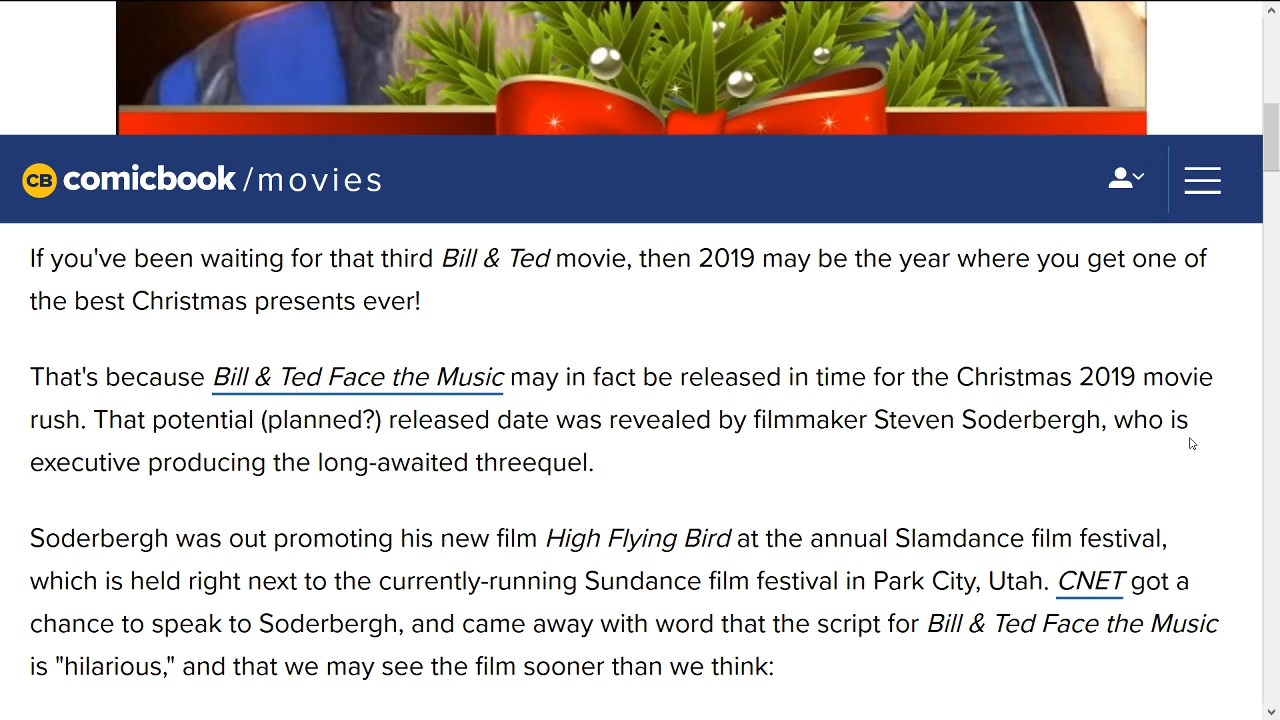 CB comicbook /movies
If you've been waiting for that third Bill & Ted movie, then 2019 may be the year where you get one of
the best Christmas presents ever!
That's because Bill & Ted Face the Music may in fact be released in time for the Christmas 2019 movie
rush. That potential (planned?) released date was revealed by filmmaker Steven Soderbergh, who is
executive producing the long-awaited threequel.
Soderbergh was out promoting his new film High Flying Bird at the annual Slamdance film festival,
which is held right next to the currently-running Sundance film festival in Park City, Utah. CNET got a
chance to speak to Soderbergh, and came away with word that the script for Bill & Ted Face the Music
is "hilarious," and that we may see the film sooner than we think: